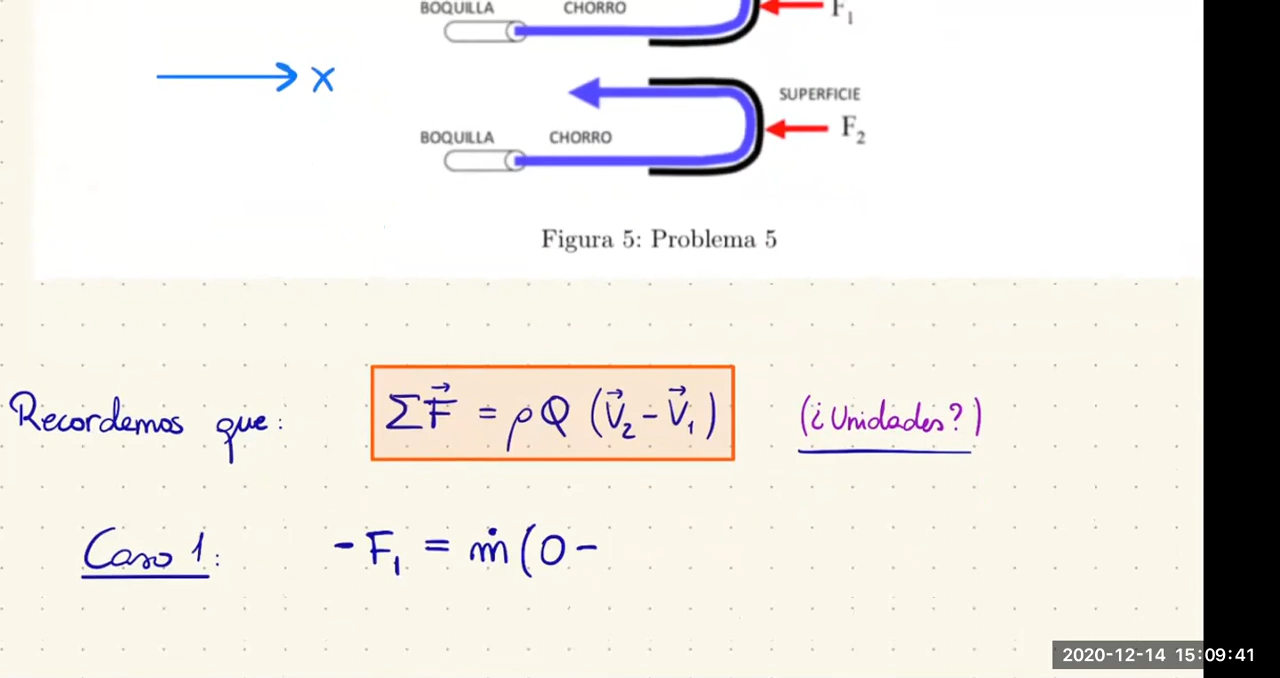 BOQUILLA CHORRO F₁
X
SUPERFICIE
BOQUILLA CHORRO F₂
Figura 5: Problema 5
Recordemos que: ΣF⃗ = ρQ (V⃗₂ - V⃗₁) (¿Unidades?)
Caso 1: -F₁ = ṁ(0 -
2020-12-14 15:09:41